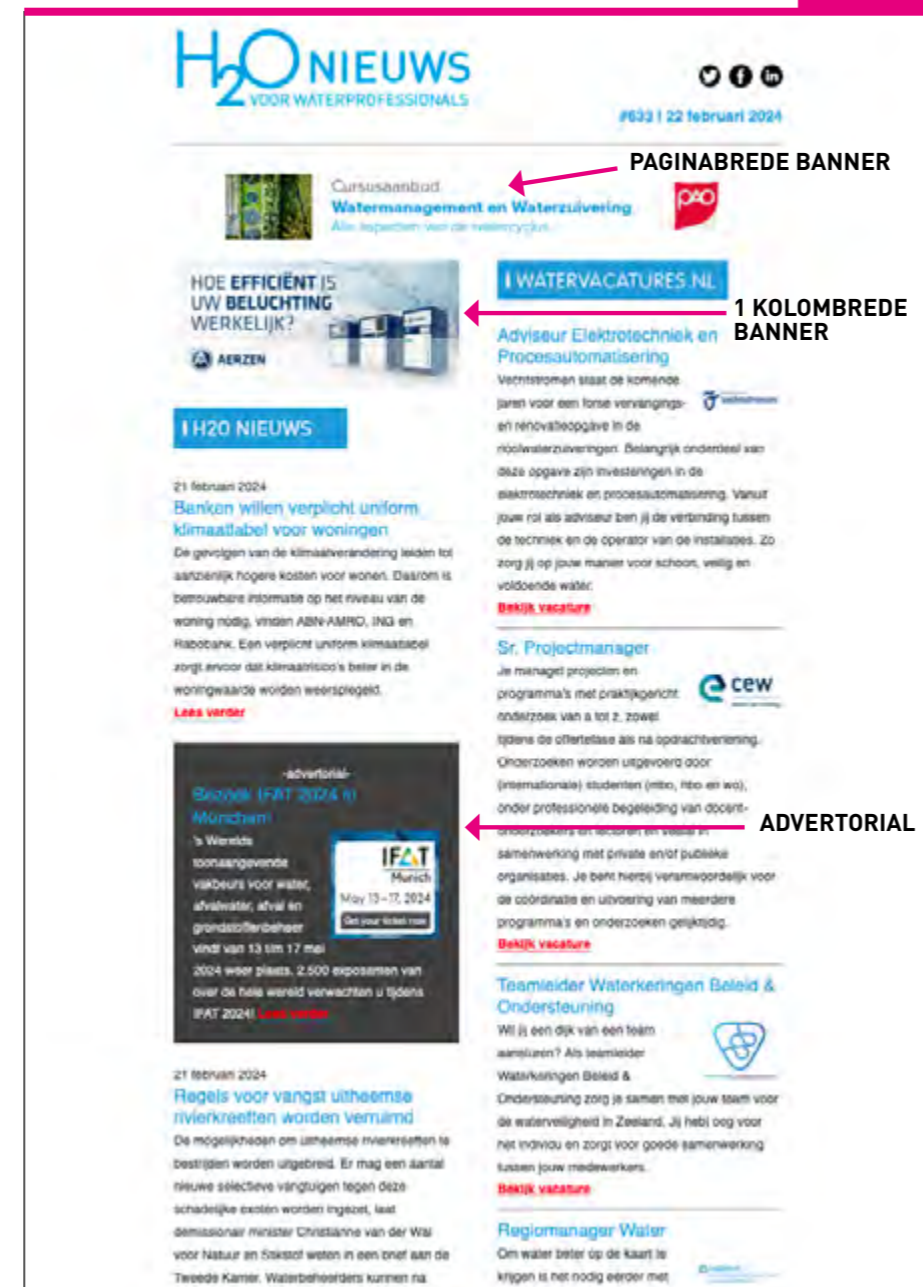 H2O NIEUWS
VOOR WATERPROFESSIONALS
#633 | 22 februari 2024
PAGINABREDE BANNER
Cursusaanbod
Watermanagement en Waterzuivering
Alle aspecten van de watercyclus
PAO
HOE EFFICIËNT IS
UW BELUCHTING
WERKELIJK?
AERZEN
1 KOLOMBREDE
BANNER
H2O NIEUWS
21 februari 2024
Banken willen verplicht uniform
klimaatlabel voor woningen
De gevolgen van de klimaatverandering leiden tot
aanzienlijk hogere kosten voor wonen. Daarom is
betrouwbare informatie op het niveau van de
woning nodig, vinden ABN-AMRO, ING en
Rabobank. Een verplicht uniform klimaatlabel
zorgt ervoor dat klimaatrisico's beter in de
woningwaarde worden weerspiegeld.
Lees verder
-advertorial-
Bezoek IFAT 2024 in
München!
's Werelds
toonaangevende
vakbeurs voor water,
afvalwater, afval en
grondstoffenbeheer
vindt van 13 t/m 17 mei
2024 weer plaats. 2.500 exposanten van
over de hele wereld verwachten u tijdens
IFAT 2024! Lees verder
IFAT
Munich
May 13–17, 2024
Get your ticket now
ADVERTORIAL
21 februari 2024
Regels voor vangst uitheemse
rivierkreeften worden verruimd
De mogelijkheden om uitheemse rivierkreeften te
bestrijden worden uitgebreid. Er mag een aantal
nieuwe selectieve vangtuigen tegen deze
schadelijke exoten worden ingezet, laat
demissionair minister Christianne van der Wal
voor Natuur en Stikstof weten in een brief aan de
Tweede Kamer. Waterbeheerders kunnen na
WATERVACATURES.NL
Adviseur Elektrotechniek en
Procesautomatisering
Vechtstromen staat de komende
jaren voor een forse vervangings-
en renovatieopgave in de
rioolwaterzuiveringen. Belangrijk onderdeel van
deze opgave zijn investeringen in de
elektrotechniek en procesautomatisering. Vanuit
jouw rol als adviseur ben jij de verbinding tussen
de techniek en de operator van de installaties. Zo
zorg jij op jouw manier voor schoon, veilig en
voldoende water.
Bekijk vacature
Sr. Projectmanager
Je managet projecten en
programma's met praktijkgericht
onderzoek van a tot z, zowel
tijdens de offertefase als na opdrachtverlening.
Onderzoeken worden uitgevoerd door
(internationale) studenten (mbo, hbo en wo),
onder professionele begeleiding van docent-
onderzoekers en lectoren en veelal in
samenwerking met private en/of publieke
organisaties. Je bent hierbij verantwoordelijk voor
de coördinatie en uitvoering van meerdere
programma's en onderzoeken gelijktijdig.
Bekijk vacature
cew
Teamleider Waterkeringen Beleid &
Ondersteuning
Wil jij een dijk van een team
aansturen? Als teamleider
Waterkeringen Beleid &
Ondersteuning zorg je samen met jouw team voor
de waterveiligheid in Zeeland. Jij hebt oog voor
het individu en zorgt voor goede samenwerking
tussen jouw medewerkers.
Bekijk vacature
Regiomanager Water
Om water beter op de kaart te
krijgen is het nodig eerder met